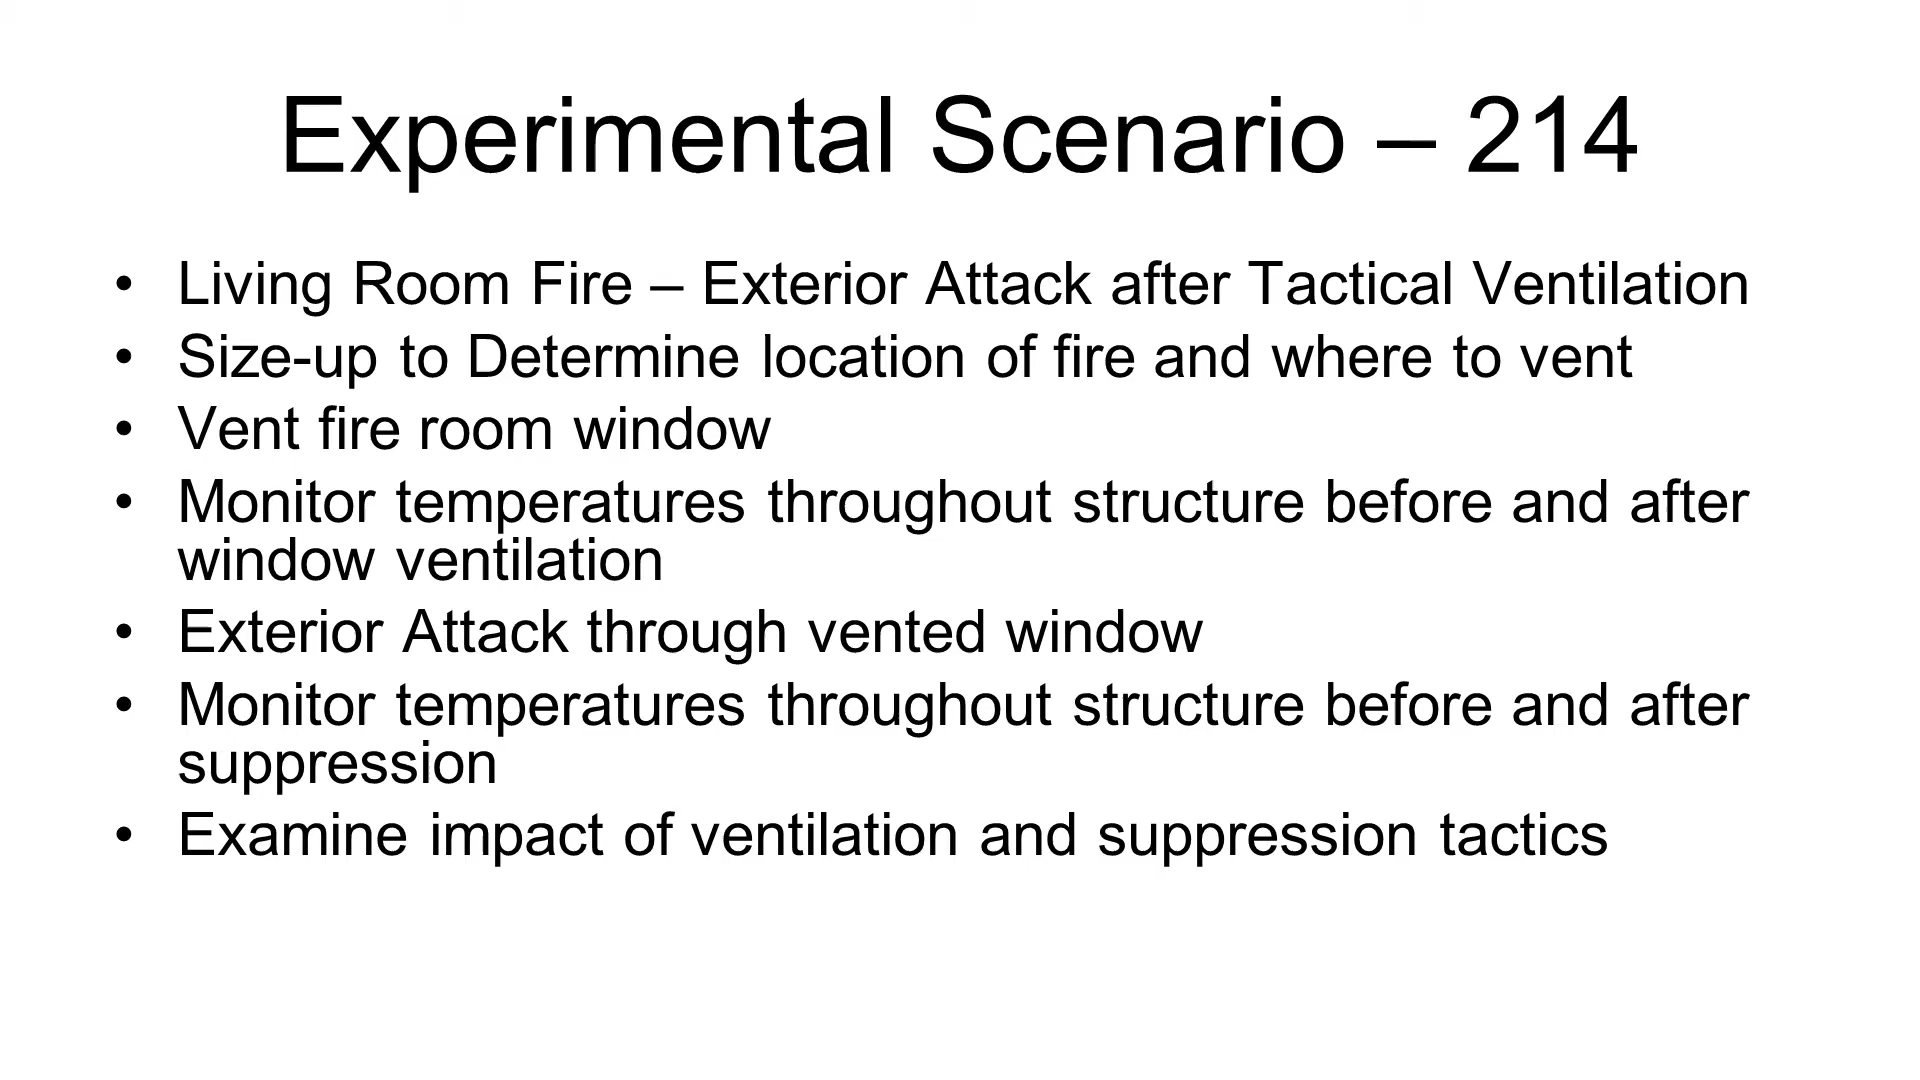 Experimental Scenario – 214
• Living Room Fire – Exterior Attack after Tactical Ventilation
• Size-up to Determine location of fire and where to vent
• Vent fire room window
• Monitor temperatures throughout structure before and after
window ventilation
• Exterior Attack through vented window
• Monitor temperatures throughout structure before and after
suppression
• Examine impact of ventilation and suppression tactics